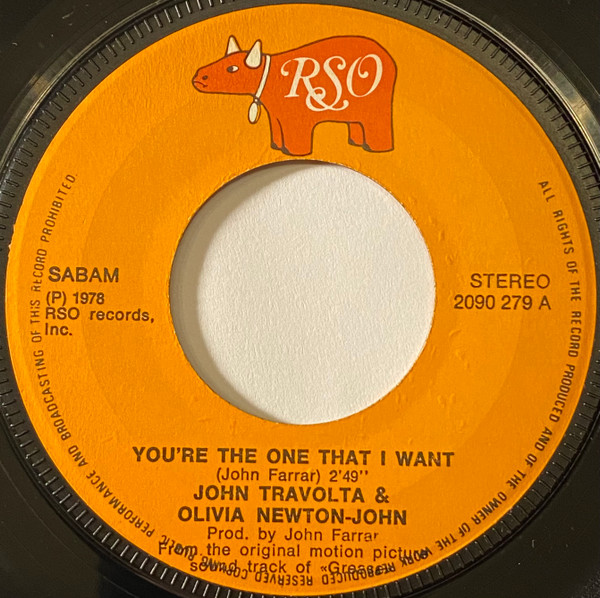 RSO
SABAM
(P) 1978
RSO records,
Inc.
STEREO
2090 279 A
YOU'RE THE ONE THAT I WANT
(John Farrar) 2'49"
JOHN TRAVOLTA &
OLIVIA NEWTON-JOHN
Prod. by John Farrar
From the original motion picture
sound track of "Grease
ALL RIGHTS OF THE RECORD PRODUCED AND OF THE OWNER OF THE WORK REPRODUCED RESERVED COPYING PUBLIC PERFORMANCE AND BROADCASTING OF THIS RECORD PROHIBITED